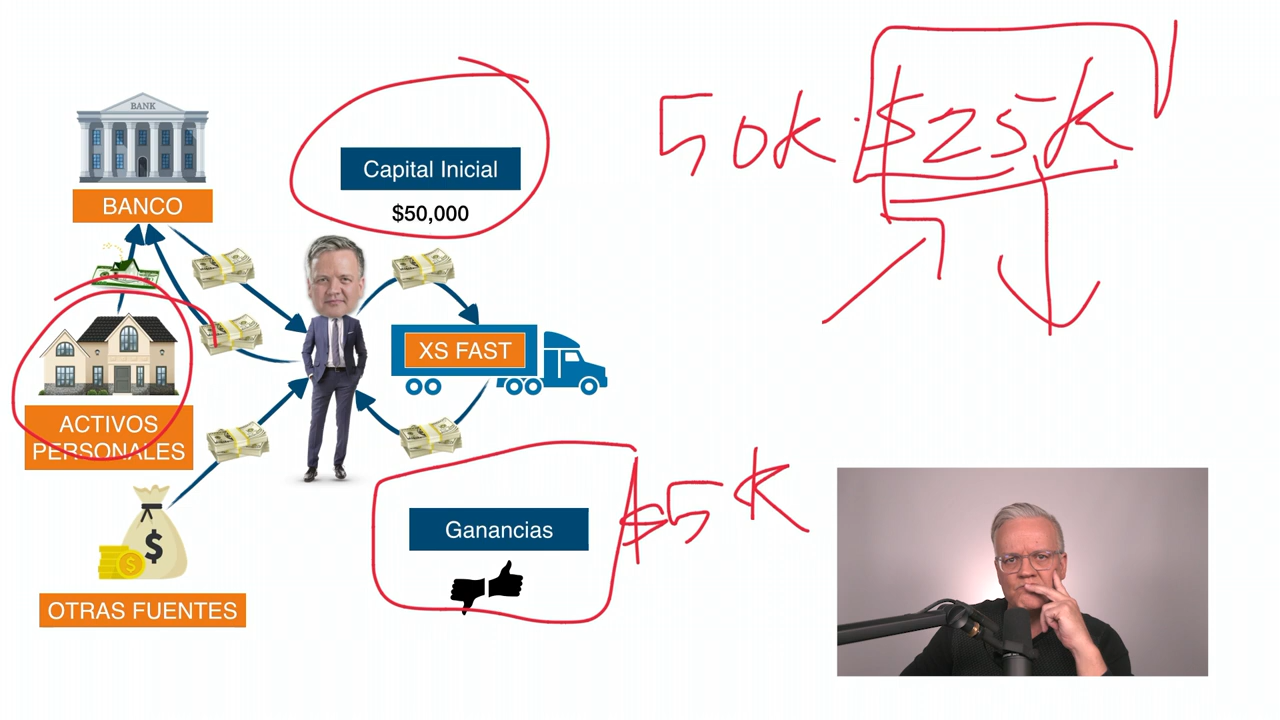 BANK
BANCO
Capital Inicial
$50,000
50K $25K
XS FAST
ACTIVOS
PERSONALES
Ganancias
$5K
$
$
OTRAS FUENTES